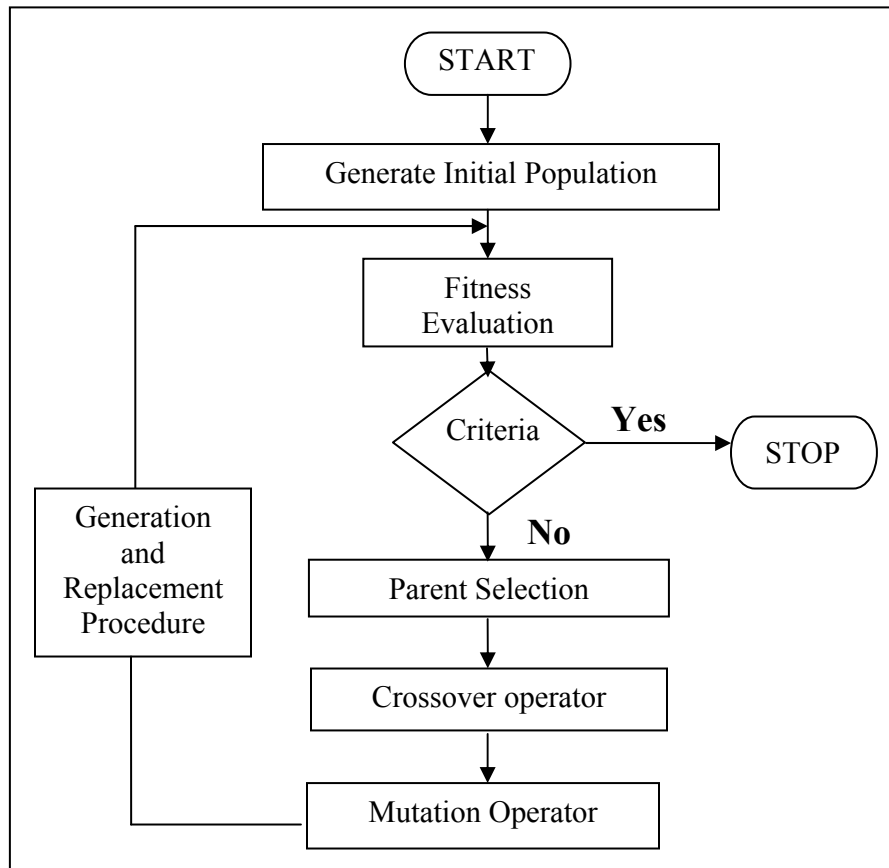 START
Generate Initial Population
Fitness
Evaluation
Criteria
Yes
STOP
No
Generation
and
Replacement
Procedure
Parent Selection
Crossover operator
Mutation Operator